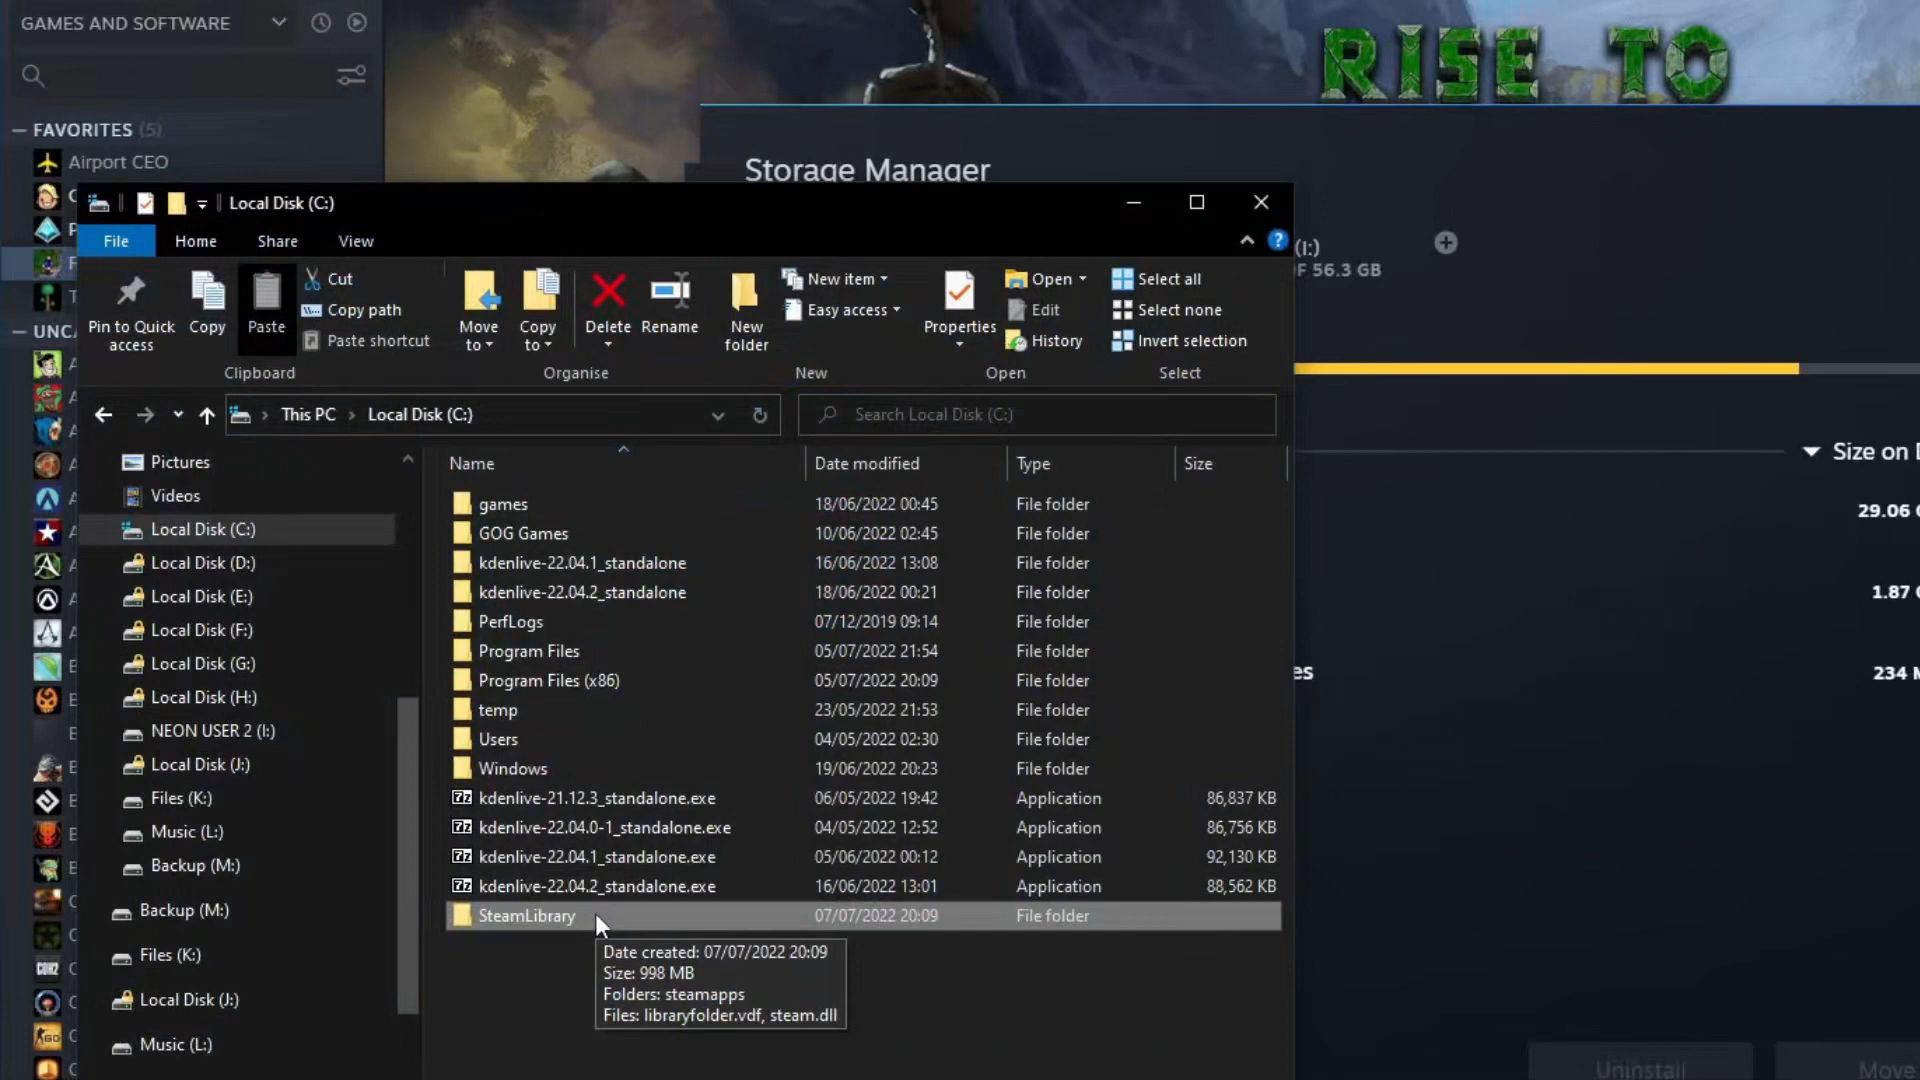 GAMES AND SOFTWARE
RISE TO
FAVORITES (5)
Airport CEO
Storage Manager
Local Disk (C:)
(I:)
F 56.3 GB
File Home Share View
Pin to Quick access
Copy
Paste
Cut
Copy path
Paste shortcut
Clipboard
Move to
Copy to
Delete
Rename
Organise
New folder
New item
Easy access
New
Properties
Open
Edit
History
Open
Select all
Select none
Invert selection
Select
UNCA
This PC > Local Disk (C:)
Search Local Disk (C:)
Pictures
Videos
Local Disk (C:)
Local Disk (D:)
Local Disk (E:)
Local Disk (F:)
Local Disk (G:)
Local Disk (H:)
NEON USER 2 (I:)
Local Disk (J:)
Files (K:)
Music (L:)
Backup (M:)
Backup (M:)
Files (K:)
Local Disk (J:)
Music (L:)
Name Date modified Type Size
games 18/06/2022 00:45 File folder
GOG Games 10/06/2022 02:45 File folder
kdenlive-22.04.1_standalone 16/06/2022 13:08 File folder
kdenlive-22.04.2_standalone 18/06/2022 00:21 File folder
PerfLogs 07/12/2019 09:14 File folder
Program Files 05/07/2022 21:54 File folder
Program Files (x86) 05/07/2022 20:09 File folder
temp 23/05/2022 21:53 File folder
Users 04/05/2022 02:30 File folder
Windows 19/06/2022 20:23 File folder
kdenlive-21.12.3_standalone.exe 06/05/2022 19:42 Application 86,837 KB
kdenlive-22.04.0-1_standalone.exe 04/05/2022 12:52 Application 86,756 KB
kdenlive-22.04.1_standalone.exe 05/06/2022 00:12 Application 92,130 KB
kdenlive-22.04.2_standalone.exe 16/06/2022 13:01 Application 88,562 KB
SteamLibrary 07/07/2022 20:09 File folder
Date created: 07/07/2022 20:09
Size: 998 MB
Folders: steamapps
Files: libraryfolder.vdf, steam.dll
Size on D
29.06 G
1.87 G
es
234 M
Uninstall
Move